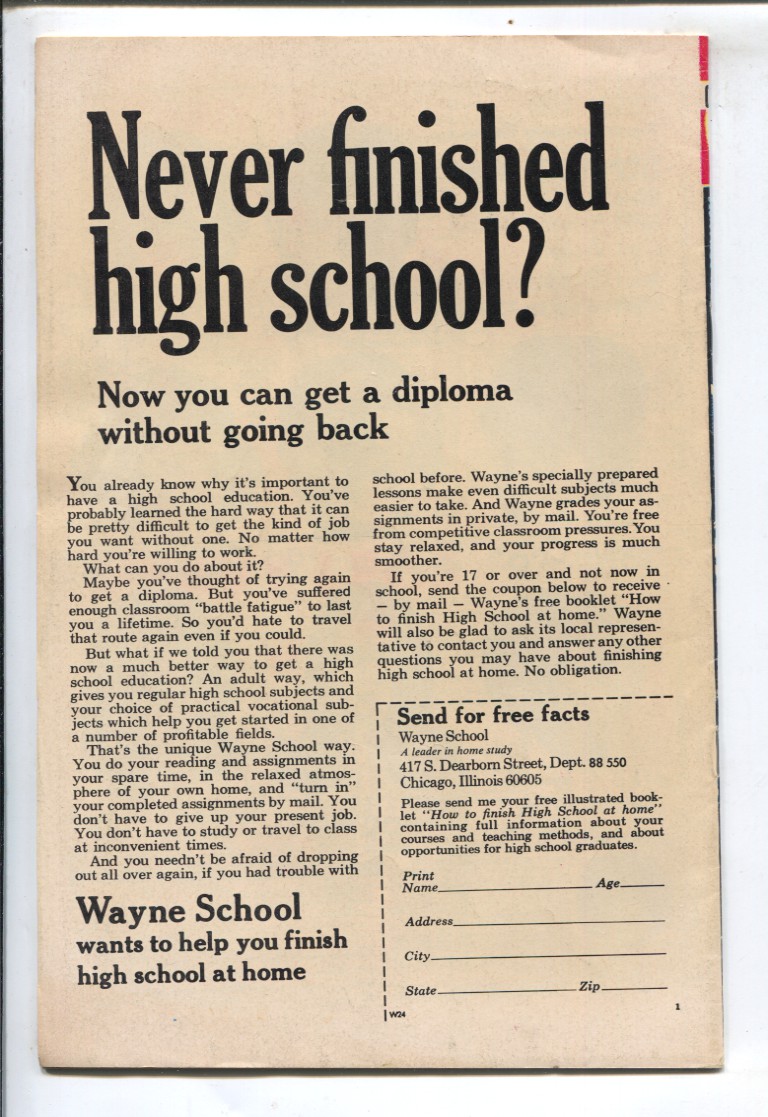 Never finished
high school?
Now you can get a diploma
without going back
You already know why it's important to
have a high school education. You've
probably learned the hard way that it can
be pretty difficult to get the kind of job
you want without one. No matter how
hard you're willing to work.
What can you do about it?
Maybe you've thought of trying again
to get a diploma. But you've suffered
enough classroom "battle fatigue" to last
you a lifetime. So you'd hate to travel
that route again even if you could.
But what if we told you that there was
now a much better way to get a high
school education? An adult way, which
gives you regular high school subjects and
your choice of practical vocational sub-
jects which help you get started in one of
a number of profitable fields.
That's the unique Wayne School way.
You do your reading and assignments in
your spare time, in the relaxed atmos-
phere of your own home, and "turn in"
your completed assignments by mail. You
don't have to give up your present job.
You don't have to study or travel to class
at inconvenient times.
And you needn't be afraid of dropping
out all over again, if you had trouble with
school before. Wayne's specially prepared
lessons make even difficult subjects much
easier to take. And Wayne grades your as-
signments in private, by mail. You're free
from competitive classroom pressures. You
stay relaxed, and your progress is much
smoother.
If you're 17 or over and not now in
school, send the coupon below to receive
— by mail — Wayne's free booklet "How
to finish High School at home." Wayne
will also be glad to ask its local represen-
tative to contact you and answer any other
questions you may have about finishing
high school at home. No obligation.
Wayne School
wants to help you finish
high school at home
Send for free facts
Wayne School
A leader in home study
417 S. Dearborn Street, Dept. 88 550
Chicago, Illinois 60605
Please send me your free illustrated book-
let "How to finish High School at home"
containing full information about your
courses and teaching methods, and about
opportunities for high school graduates.
Print
Name Age
Address
City
State Zip
W24
1